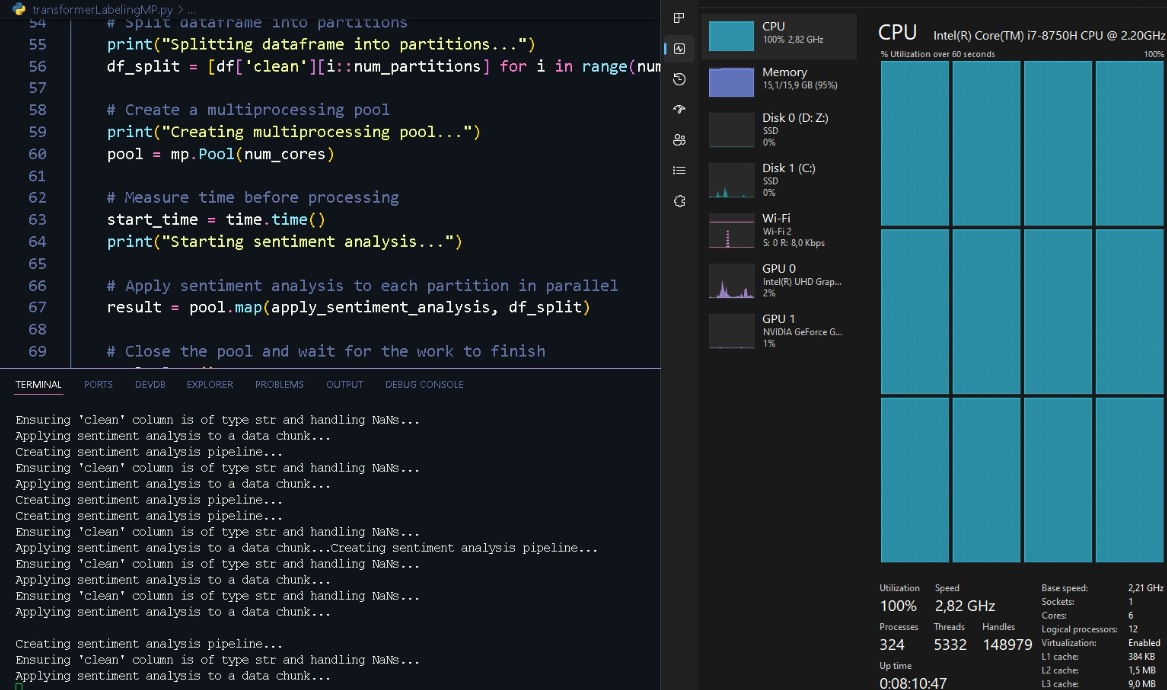 transformerLabelingMP.py > ...
54 # Split dataframe into partitions
55 print("Splitting dataframe into partitions...")
56 df_split = [df['clean'][i::num_partitions] for i in range(num
57
58 # Create a multiprocessing pool
59 print("Creating multiprocessing pool...")
60 pool = mp.Pool(num_cores)
61
62 # Measure time before processing
63 start_time = time.time()
64 print("Starting sentiment analysis...")
65
66 # Apply sentiment analysis to each partition in parallel
67 result = pool.map(apply_sentiment_analysis, df_split)
68
69 # Close the pool and wait for the work to finish
TERMINAL PORTS DEVDB EXPLORER PROBLEMS OUTPUT DEBUG CONSOLE
Ensuring 'clean' column is of type str and handling NaNs...
Applying sentiment analysis to a data chunk...
Creating sentiment analysis pipeline...
Ensuring 'clean' column is of type str and handling NaNs...
Applying sentiment analysis to a data chunk...
Creating sentiment analysis pipeline...
Creating sentiment analysis pipeline...
Ensuring 'clean' column is of type str and handling NaNs...
Applying sentiment analysis to a data chunk...Creating sentiment analysis pipeline...
Ensuring 'clean' column is of type str and handling NaNs...
Applying sentiment analysis to a data chunk...
Ensuring 'clean' column is of type str and handling NaNs...
Applying sentiment analysis to a data chunk...
Creating sentiment analysis pipeline...
Ensuring 'clean' column is of type str and handling NaNs...
Applying sentiment analysis to a data chunk...
CPU
100% 2,82 GHz
Memory
15,1/15,9 GB (95%)
Disk 0 (D: Z:)
SSD
0%
Disk 1 (C:)
SSD
0%
Wi-Fi
Wi-Fi 2
S: 0 R: 8,0 Kbps
GPU 0
Intel(R) UHD Grap...
2%
GPU 1
NVIDIA GeForce G...
1%
CPU Intel(R) Core(TM) i7-8750H CPU @ 2.20GHz
% Utilization over 60 seconds 100%
Utilization Speed
100% 2,82 GHz
Processes Threads Handles
324 5332 148979
Up time
0:08:10:47
Base speed: 2,21 GHz
Sockets: 1
Cores: 6
Logical processors: 12
Virtualization: Enabled
L1 cache: 384 KB
L2 cache: 1,5 MB
L3 cache: 9,0 MB